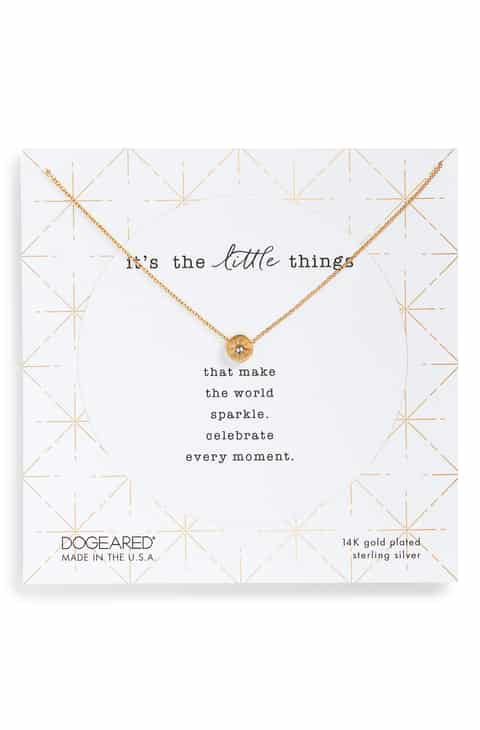 it's the little things
that make
the world
sparkle.
celebrate
every moment.
DOGEARED®
MADE IN THE U.S.A.
14K gold plated
sterling silver